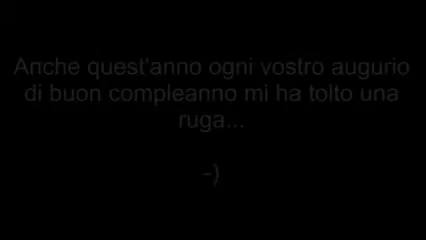 Anche quest'anno ogni vostro augurio
di buon compleanno mi ha tolto una
ruga...
-)